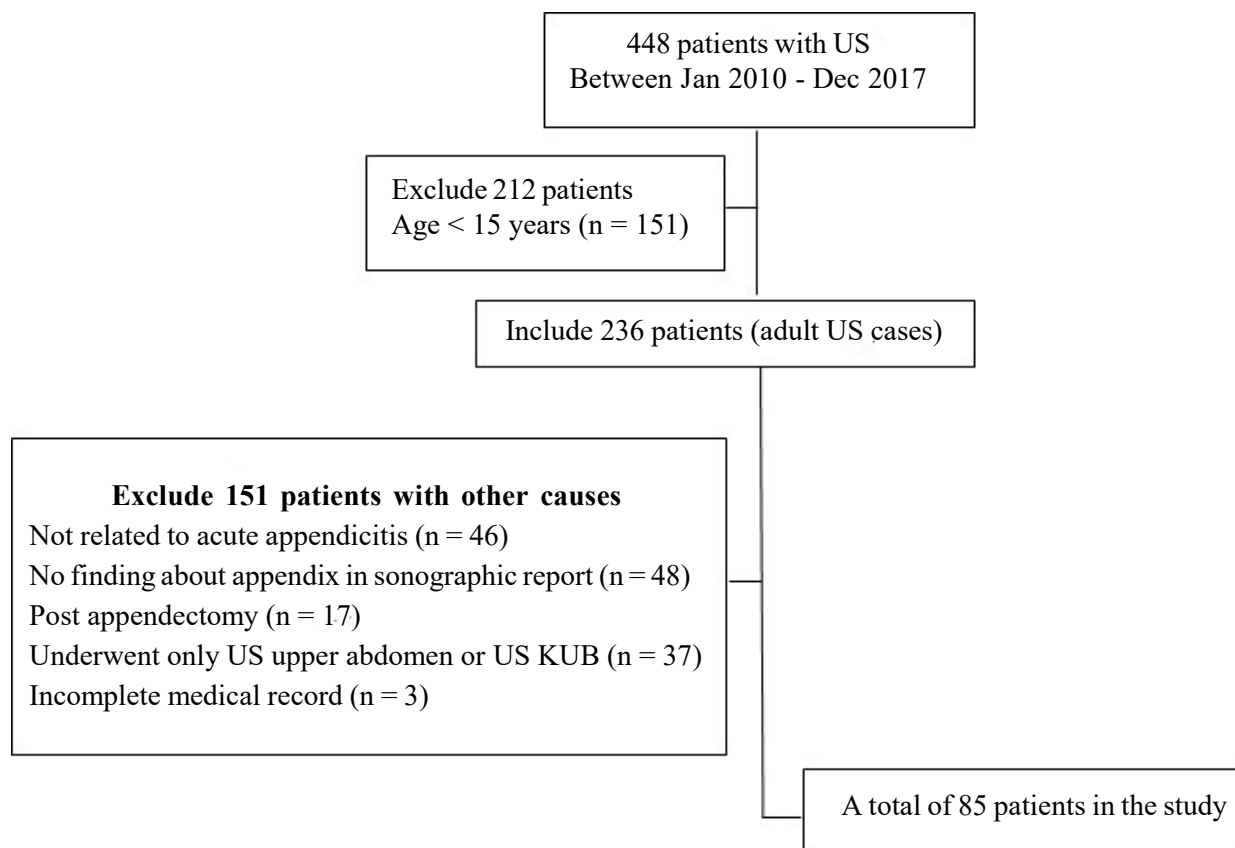 448 patients with US
Between Jan 2010 - Dec 2017
Exclude 212 patients
Age < 15 years (n = 151)
Include 236 patients (adult US cases)
Exclude 151 patients with other causes
Not related to acute appendicitis (n = 46)
No finding about appendix in sonographic report (n = 48)
Post appendectomy (n = 17)
Underwent only US upper abdomen or US KUB (n = 37)
Incomplete medical record (n = 3)
A total of 85 patients in the study